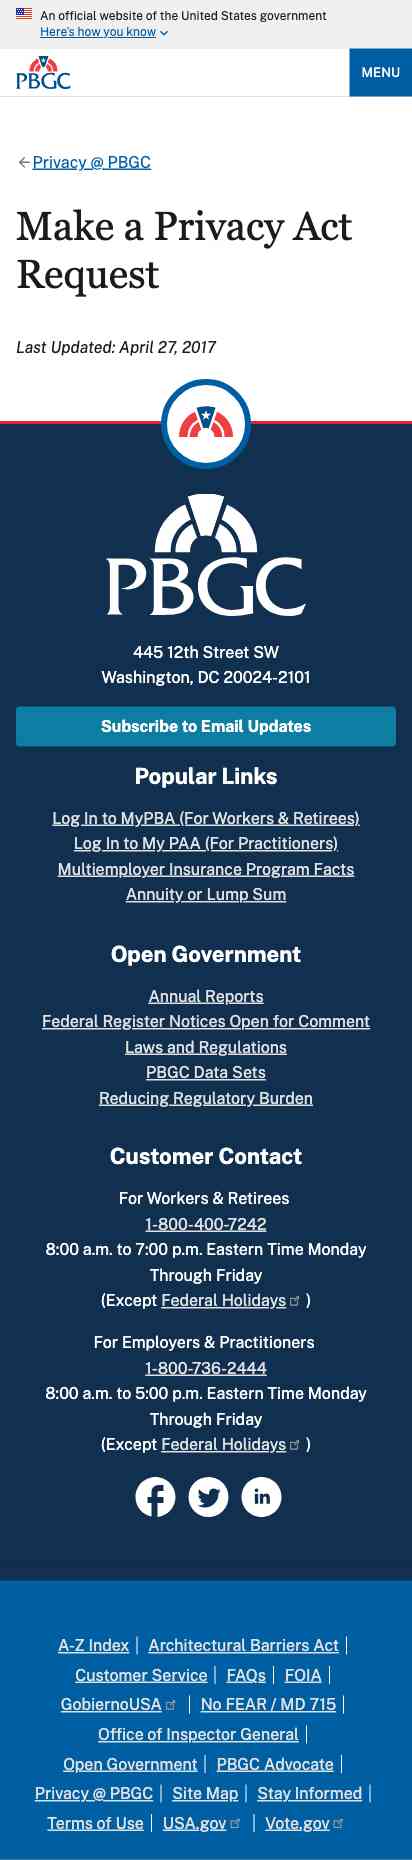 An official website of the United States government
Here's how you know
PBGC
MENU
Privacy @ PBGC
Make a Privacy Act
Request
Last Updated: April 27, 2017
PBGC
445 12th Street SW
Washington, DC 20024-2101
Subscribe to Email Updates
Popular Links
Log In to MyPBA (For Workers & Retirees)
Log In to My PAA (For Practitioners)
Multiemployer Insurance Program Facts
Annuity or Lump Sum
Open Government
Annual Reports
Federal Register Notices Open for Comment
Laws and Regulations
PBGC Data Sets
Reducing Regulatory Burden
Customer Contact
For Workers & Retirees
1-800-400-7242
8:00 a.m. to 7:00 p.m. Eastern Time Monday
Through Friday
(Except Federal Holidays )
For Employers & Practitioners
1-800-736-2444
8:00 a.m. to 5:00 p.m. Eastern Time Monday
Through Friday
(Except Federal Holidays )
in
A-Z Index | Architectural Barriers Act |
Customer Service | FAQs | FOIA |
GobiernoUSA | No FEAR / MD 715 |
Office of Inspector General |
Open Government | PBGC Advocate |
Privacy @ PBGC | Site Map | Stay Informed |
Terms of Use | USA.gov | Vote.gov